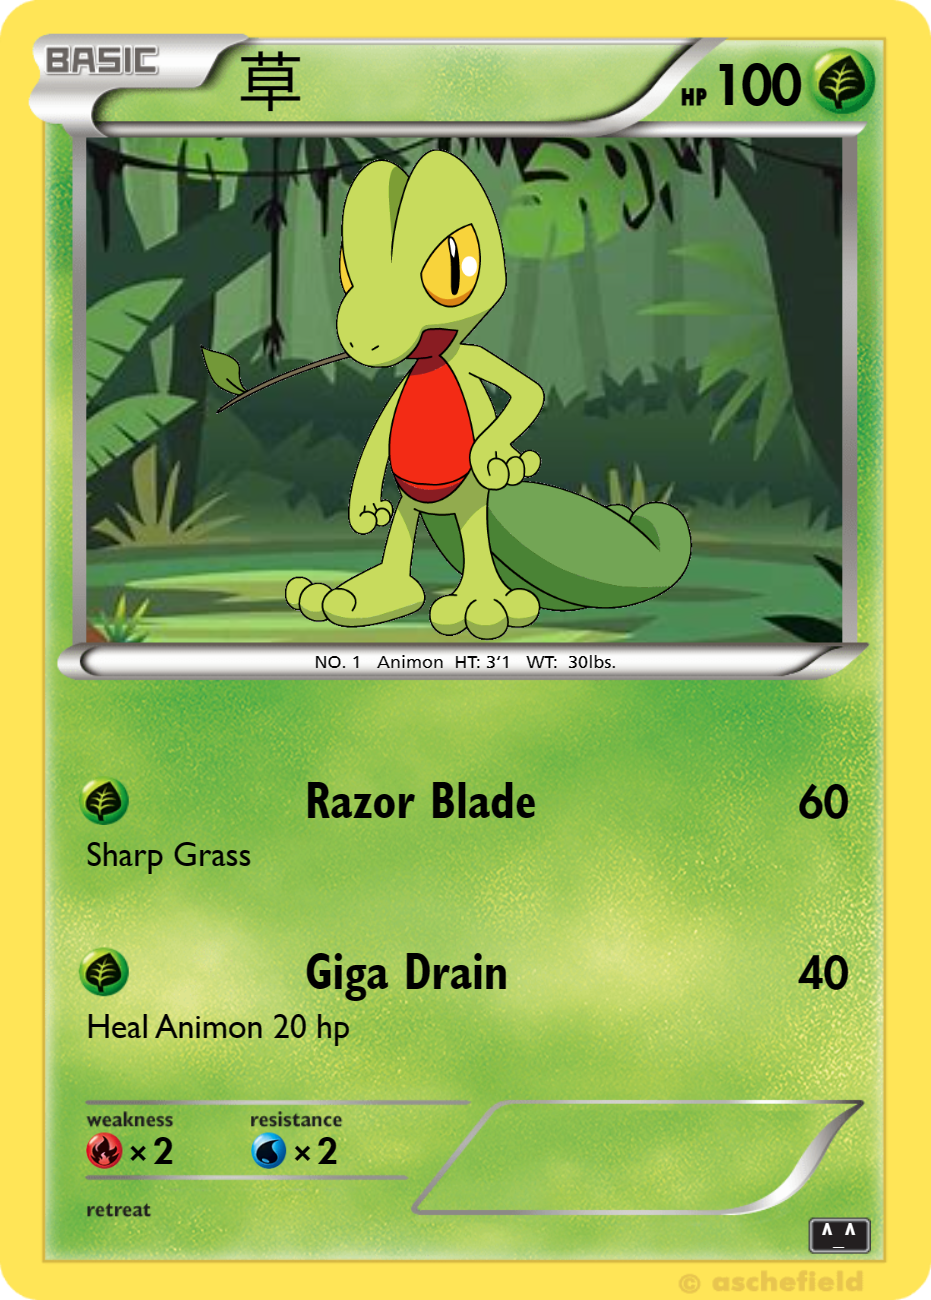 BASIC
草
HP 100
NO. 1 Animon HT: 3'1 WT: 30lbs.
Razor Blade 60
Sharp Grass
Giga Drain 40
Heal Animon 20 hp
weakness resistance
×2 ×2
retreat
^_^
© aschefield